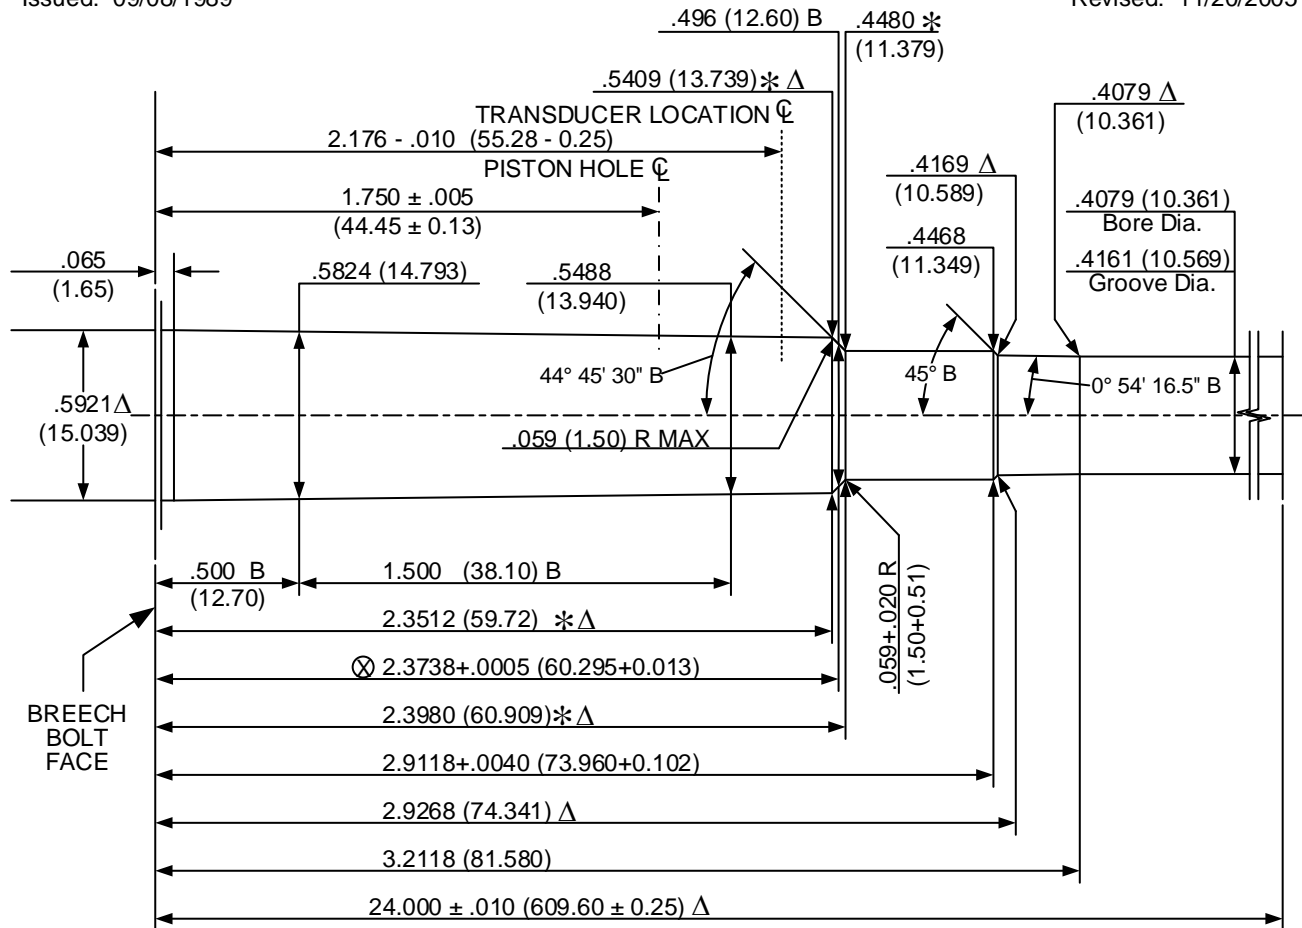 Issued: 09/08/1989
Revised: 11/20/2005
.496 (12.60) B
.4480 *
(11.379)
.5409 (13.739)* Δ
.4079 Δ
(10.361)
TRANSDUCER LOCATION ℄
2.176 - .010 (55.28 - 0.25)
PISTON HOLE ℄
.4169 Δ
(10.589)
1.750 ± .005
(44.45 ± 0.13)
.4079 (10.361)
Bore Dia.
.4468
(11.349)
.4161 (10.569)
Groove Dia.
.065
(1.65)
.5824 (14.793)
.5488
(13.940)
44° 45' 30" B
45° B
0° 54' 16.5" B
.5921 Δ
(15.039)
.059 (1.50) R MAX
.500 B
(12.70)
1.500 (38.10) B
.059+.020 R
(1.50+0.51)
2.3512 (59.72) * Δ
⊗ 2.3738+.0005 (60.295+0.013)
BREECH
BOLT
FACE
2.3980 (60.909)* Δ
2.9118+.0040 (73.960+0.102)
2.9268 (74.341) Δ
3.2118 (81.580)
24.000 ± .010 (609.60 ± 0.25) Δ